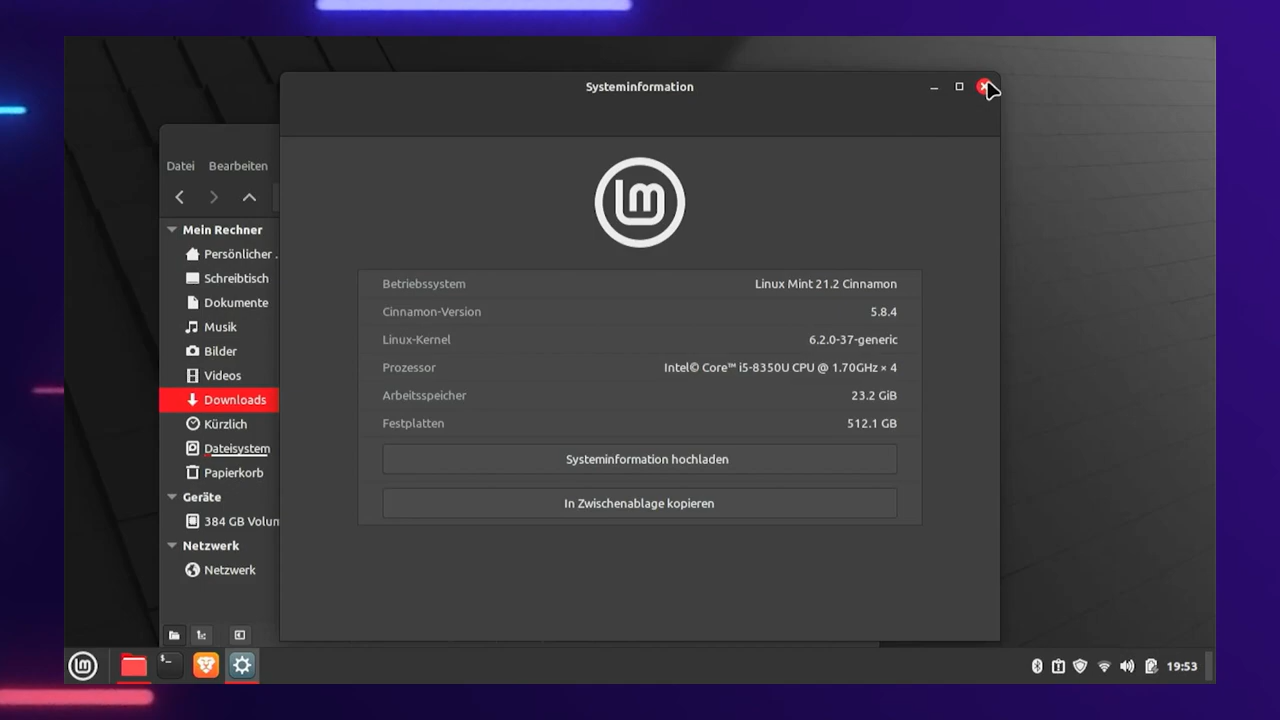 Systeminformation
Datei Bearbeiten
Mein Rechner
Persönlicher .
Schreibtisch
Dokumente
Musik
Bilder
Videos
Downloads
Kürzlich
Dateisystem
Papierkorb
Geräte
384 GB Volun
Netzwerk
Netzwerk
lm
Betriebssystem Linux Mint 21.2 Cinnamon
Cinnamon-Version 5.8.4
Linux-Kernel 6.2.0-37-generic
Prozessor Intel© Core™ i5-8350U CPU @ 1.70GHz × 4
Arbeitsspeicher 23.2 GiB
Festplatten 512.1 GB
Systeminformation hochladen
In Zwischenablage kopieren
19:53